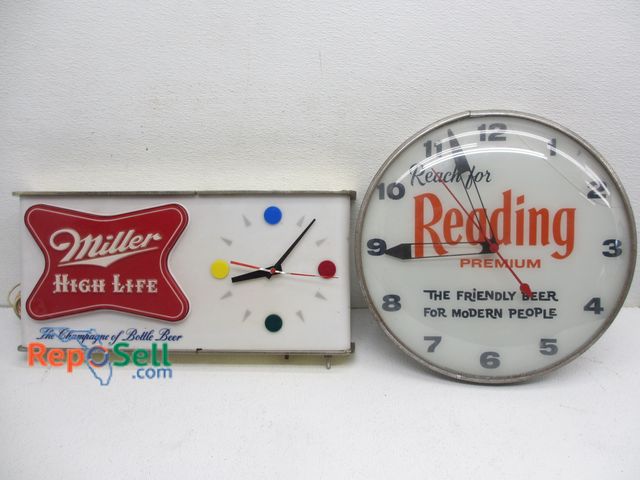 Miller
HIGH LIFE
The Champagne of Bottle Beer
RepoSell
.com
12
1
2
3
4
5
6
7
8
9
10
11
Reach for
Reading
PREMIUM
THE FRIENDLY BEER
FOR MODERN PEOPLE